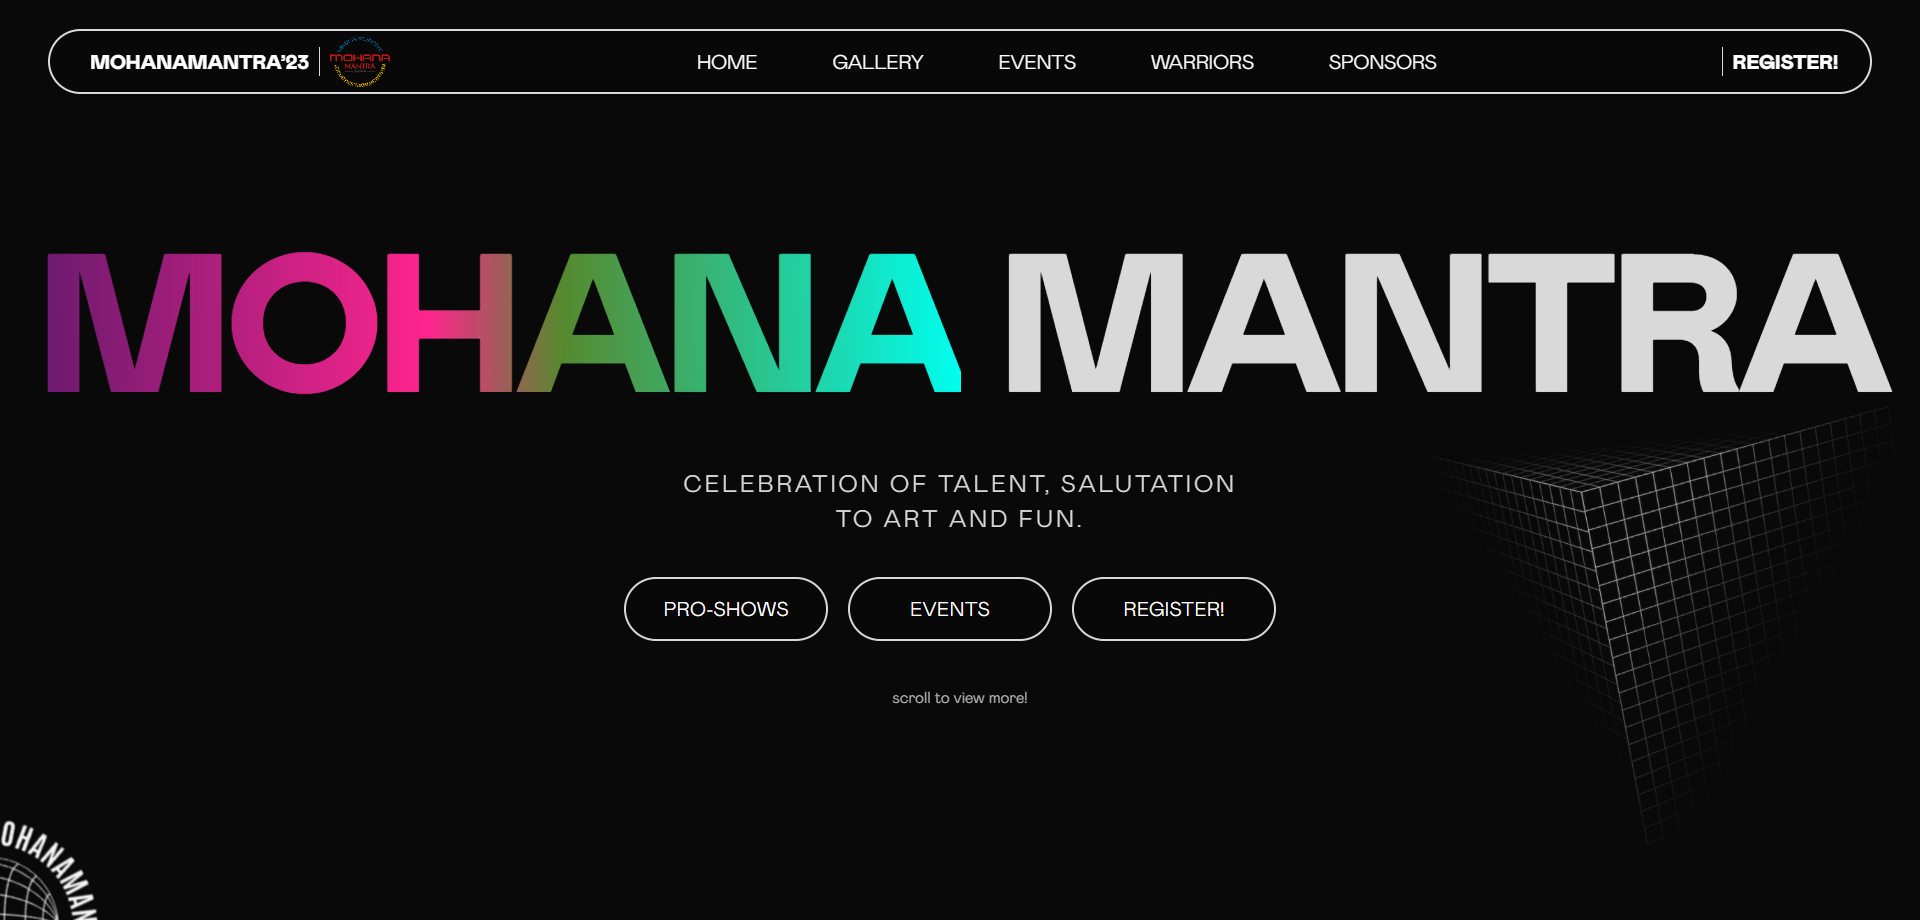 MOHANAMANTRA’23
MOHANA
MANTRA
HOME
GALLERY
EVENTS
WARRIORS
SPONSORS
REGISTER!
MOHANA MANTRA
CELEBRATION OF TALENT, SALUTATION
TO ART AND FUN.
PRO-SHOWS
EVENTS
REGISTER!
scroll to view more!
OHANAMAN